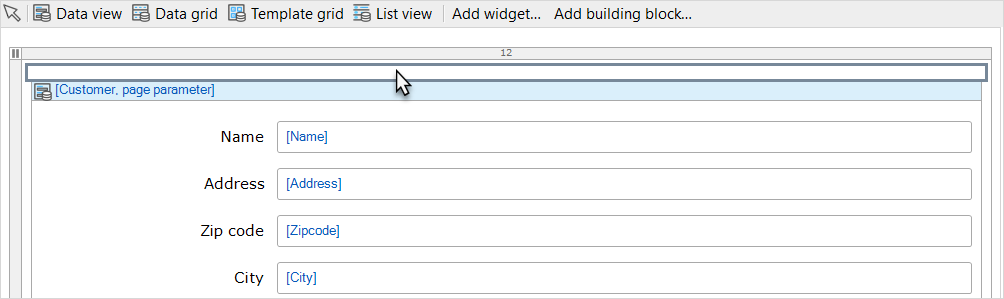 Data view Data grid Template grid List view Add widget... Add building block...
12
[Customer, page parameter]
Name [Name]
Address [Address]
Zip code [Zipcode]
City [City]